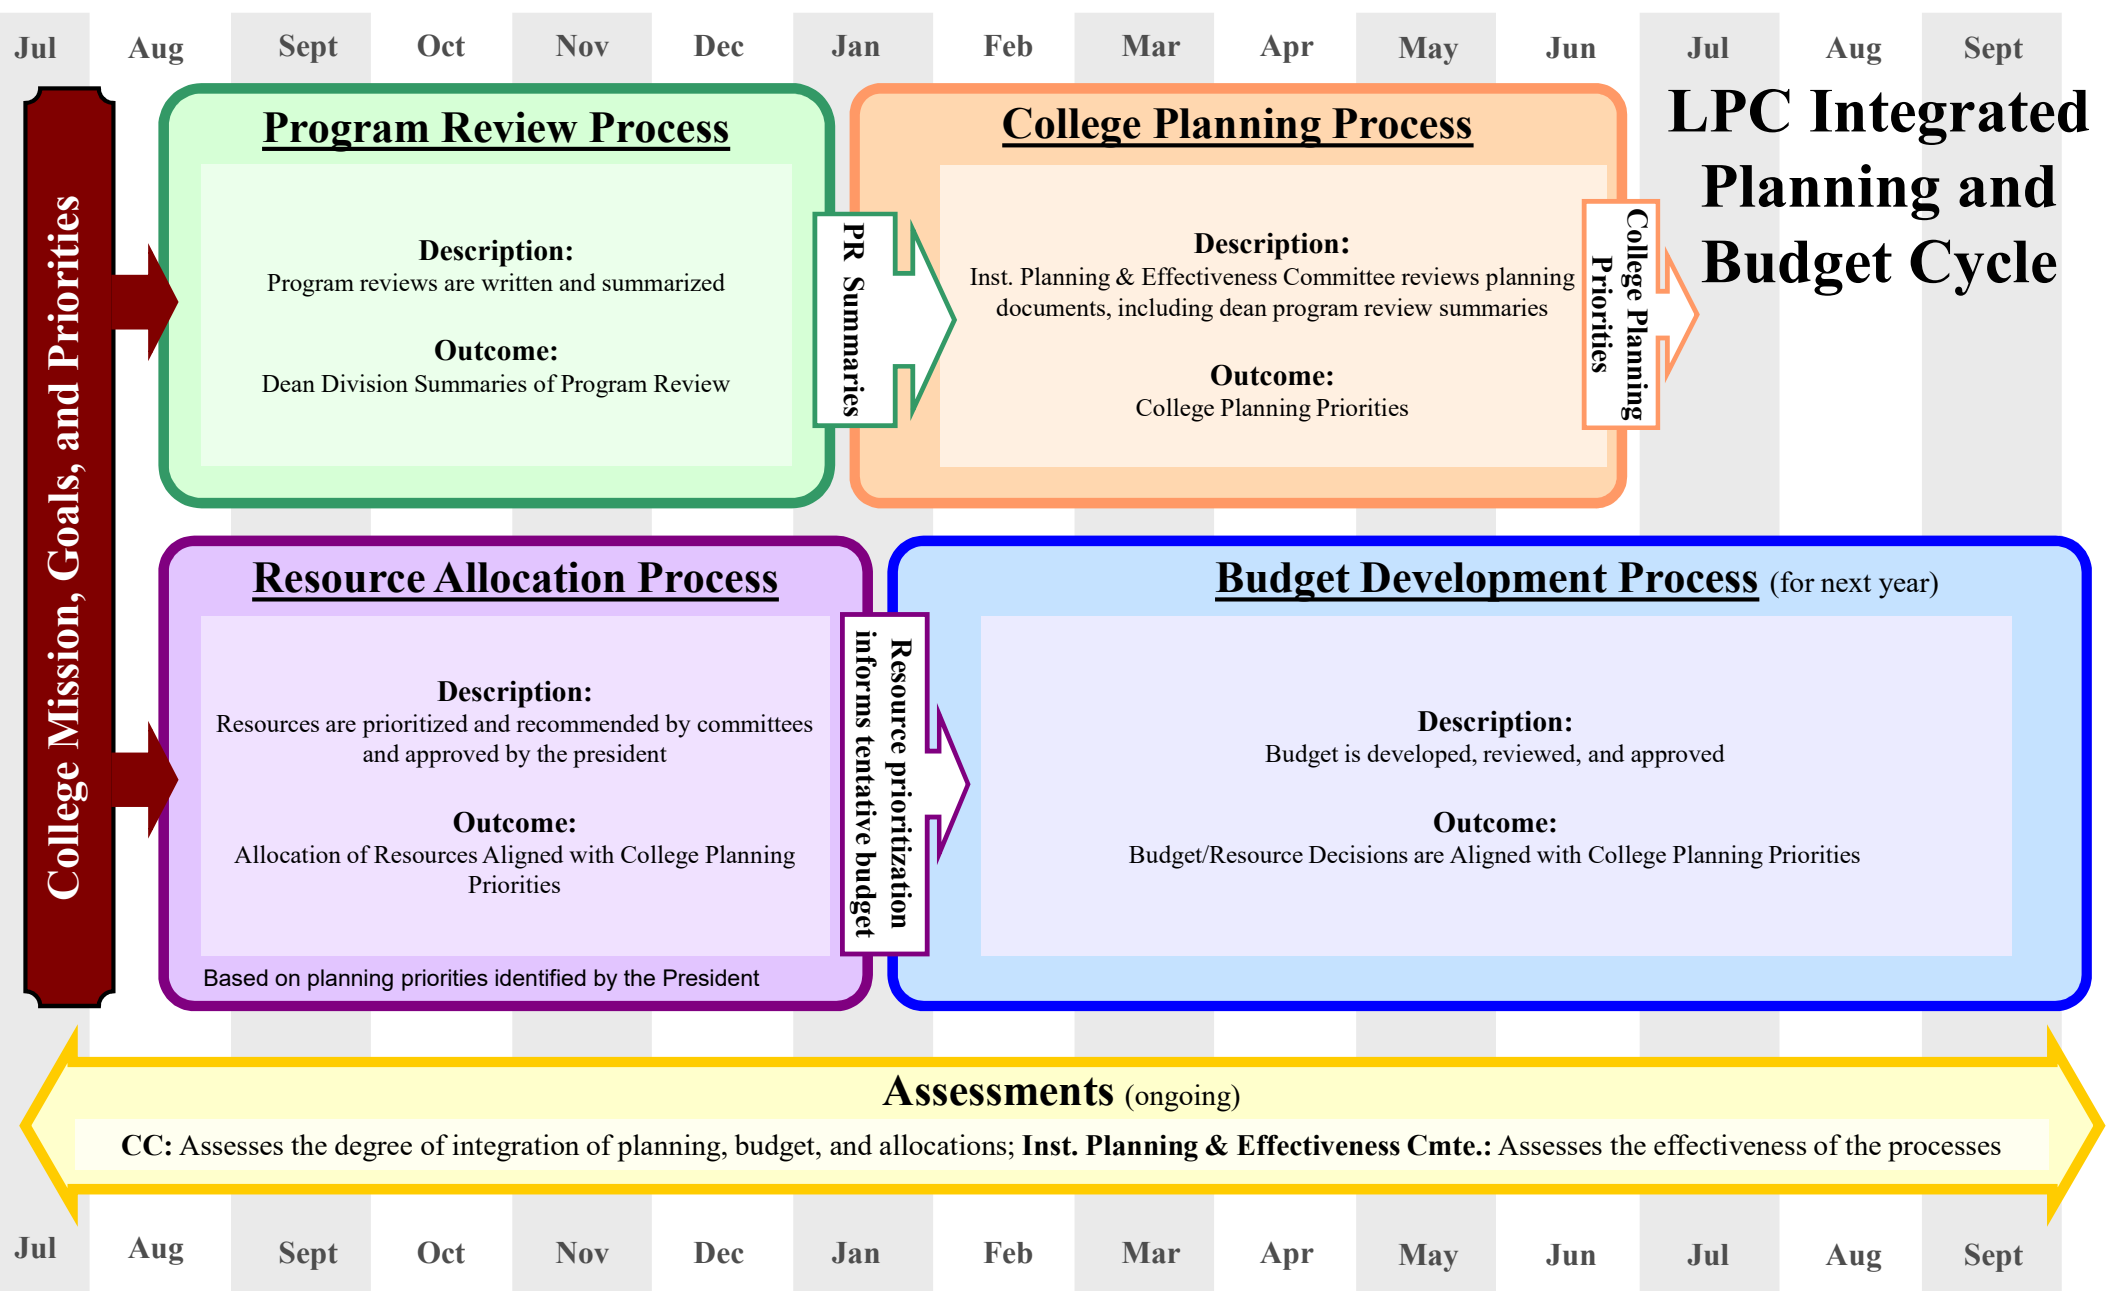 Jul Aug Sept Oct Nov Dec Jan Feb Mar Apr May Jun Jul Aug Sept
LPC Integrated
Planning and
Budget Cycle
College Mission, Goals, and Priorities
Program Review Process
Description:
Program reviews are written and summarized
Outcome:
Dean Division Summaries of Program Review
PR Summaries
College Planning Process
Description:
Inst. Planning & Effectiveness Committee reviews planning
documents, including dean program review summaries
Outcome:
College Planning Priorities
College Planning
Priorities
Resource Allocation Process
Description:
Resources are prioritized and recommended by committees
and approved by the president
Outcome:
Allocation of Resources Aligned with College Planning
Priorities
Based on planning priorities identified by the President
Resource prioritization
informs tentative budget
Budget Development Process (for next year)
Description:
Budget is developed, reviewed, and approved
Outcome:
Budget/Resource Decisions are Aligned with College Planning Priorities
Assessments (ongoing)
CC: Assesses the degree of integration of planning, budget, and allocations; Inst. Planning & Effectiveness Cmte.: Assesses the effectiveness of the processes
Jul Aug Sept Oct Nov Dec Jan Feb Mar Apr May Jun Jul Aug Sept